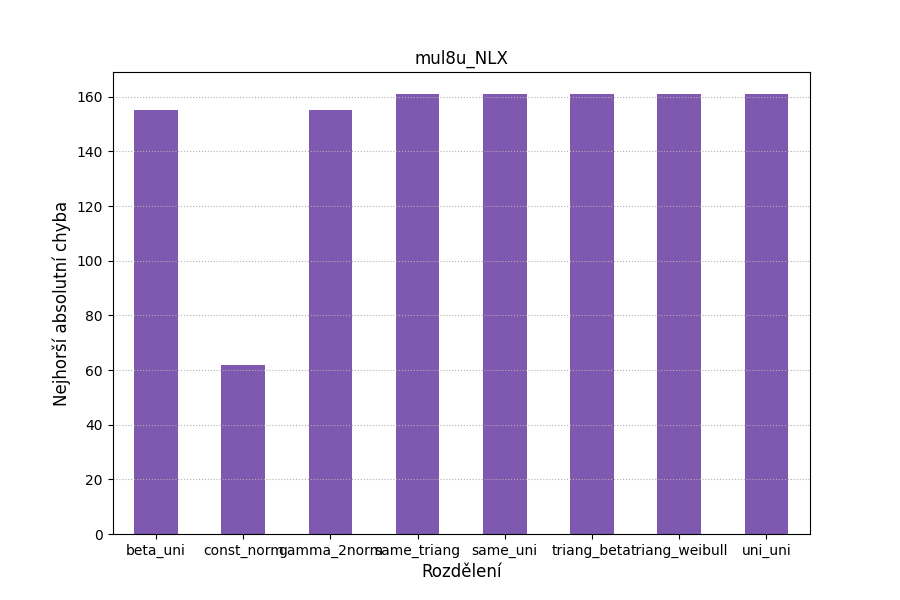 mul8u_NLX
Nejhorší absolutní chyba
160
140
120
100
80
60
40
20
0
beta_uni const_norm gamma_2norm same_triang same_uni triang_beta triang_weibull uni_uni
Rozdělení